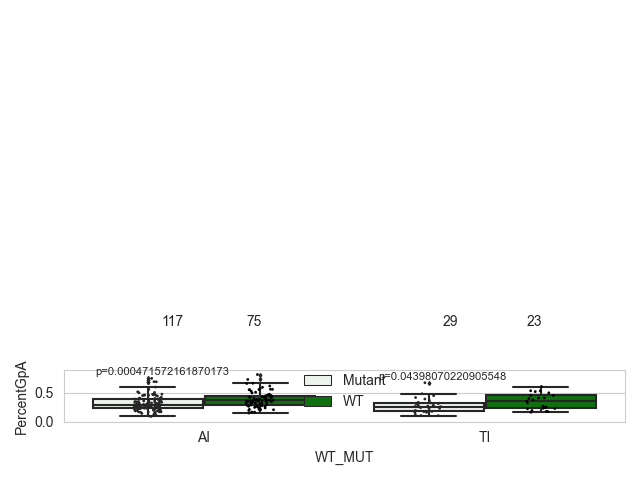 117 75 29 23
p=0.000471572161870173
p=0.04398070220905548
Mutant
WT
PercentGpA
0.5
0.0
AI TI
WT_MUT